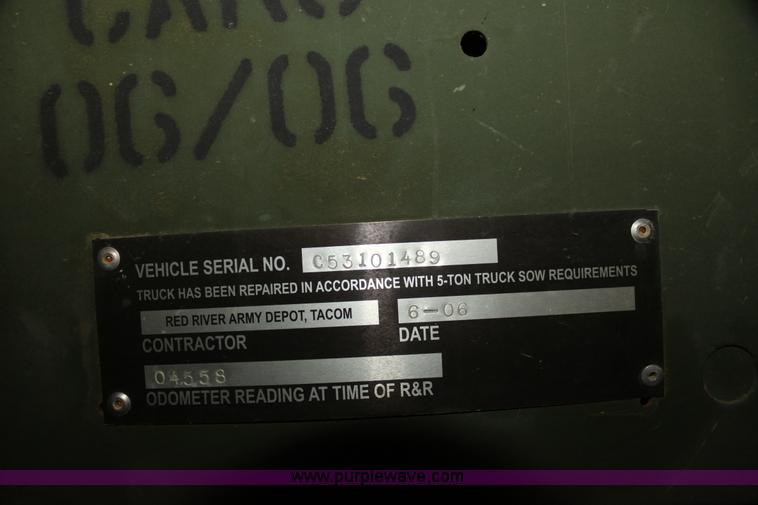 CARC
06/06
VEHICLE SERIAL NO. C53101489
TRUCK HAS BEEN REPAIRED IN ACCORDANCE WITH 5-TON TRUCK SOW REQUIREMENTS
RED RIVER ARMY DEPOT, TACOM 6-06
CONTRACTOR DATE
04558
ODOMETER READING AT TIME OF R&R
www.purplewave.com